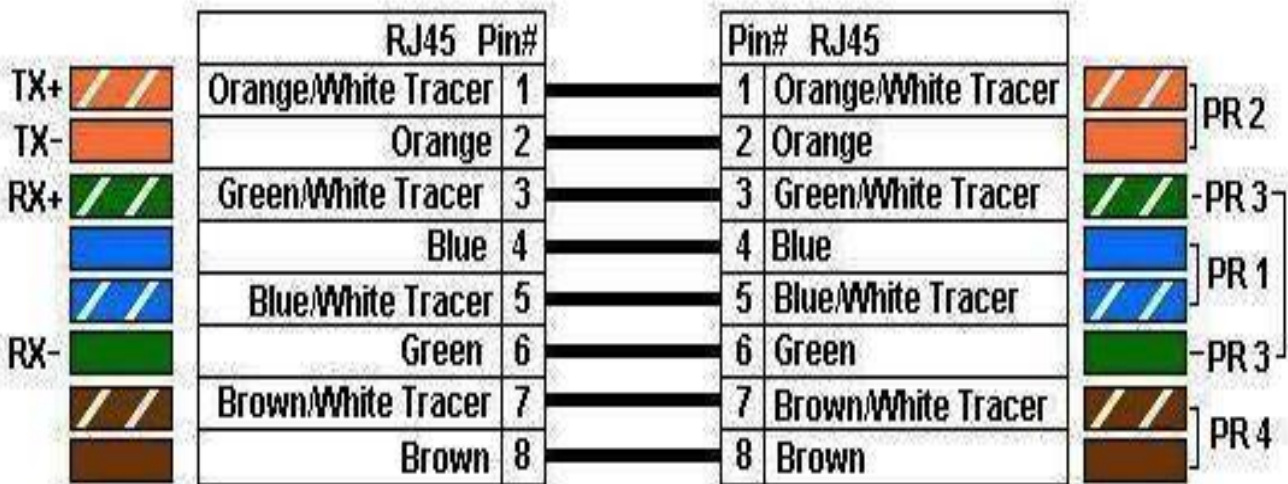 RJ45 Pin# Pin# RJ45
TX+ Orange/White Tracer 1 1 Orange/White Tracer
PR 2
TX- Orange 2 2 Orange
RX+ Green/White Tracer 3 3 Green/White Tracer PR 3
Blue 4 4 Blue
PR 1
Blue/White Tracer 5 5 Blue/White Tracer
RX- Green 6 6 Green PR 3
Brown/White Tracer 7 7 Brown/White Tracer
PR 4
Brown 8 8 Brown